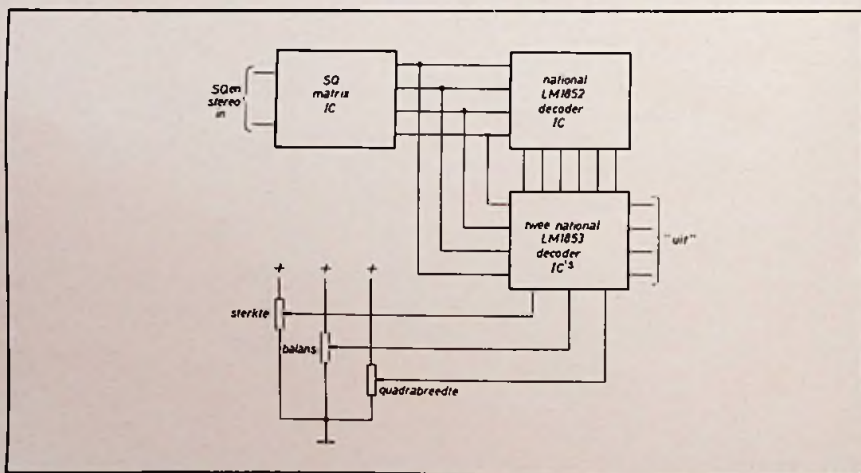 SQ en
stereo
in
SQ
matrix
IC
national
LM1852
decoder
IC
twee national
LM1853
decoder
IC's
"uit"
+ + +
sterkte
balans
quadrabreedte